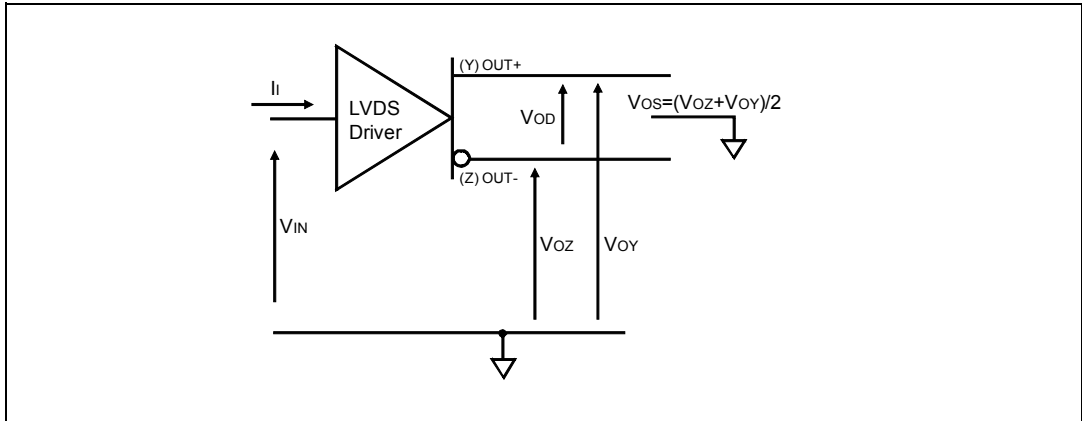 (Y) OUT+
II
LVDS
Driver
VOS=(VOZ+VOY)/2
VOD
(Z) OUT-
VIN
VOZ
VOY